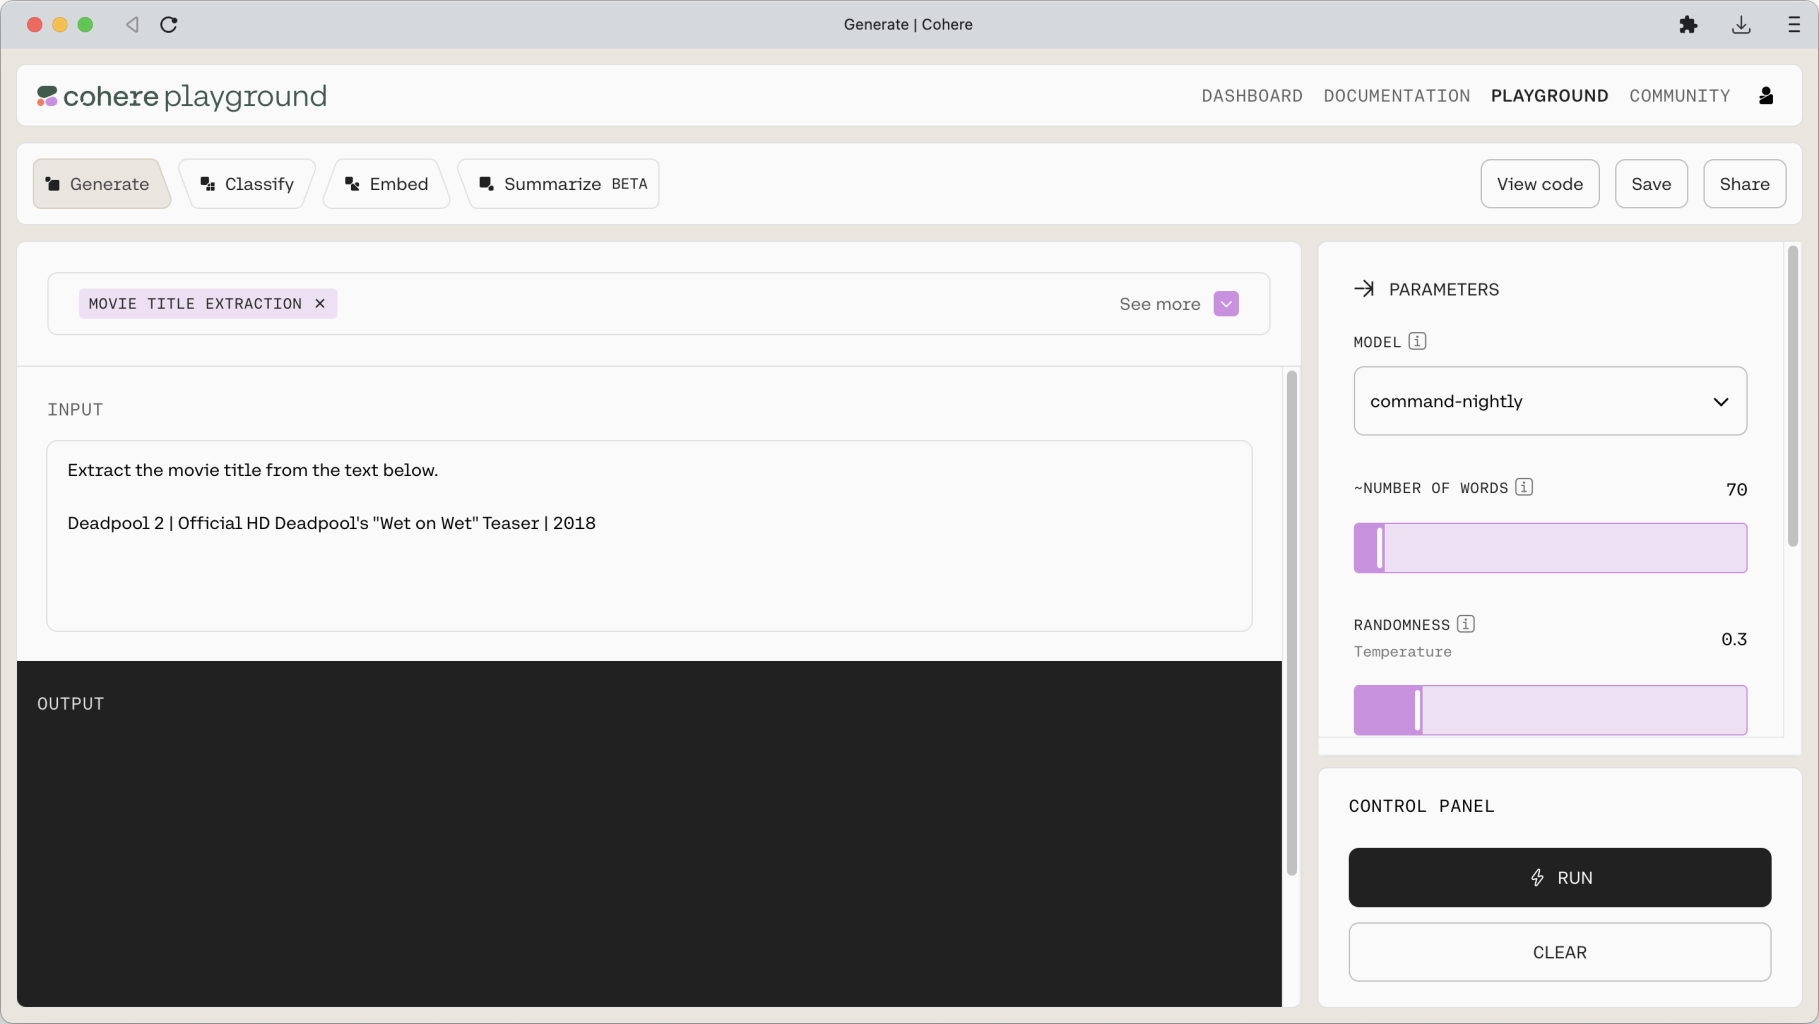 Generate | Cohere
cohere playground
DASHBOARD DOCUMENTATION PLAYGROUND COMMUNITY
Generate Classify Embed Summarize BETA
View code Save Share
MOVIE TITLE EXTRACTION ×
See more
INPUT
Extract the movie title from the text below.
Deadpool 2 | Official HD Deadpool's "Wet on Wet" Teaser | 2018
OUTPUT
PARAMETERS
MODEL i
command-nightly
~NUMBER OF WORDS i 70
RANDOMNESS i
Temperature
0.3
CONTROL PANEL
RUN
CLEAR